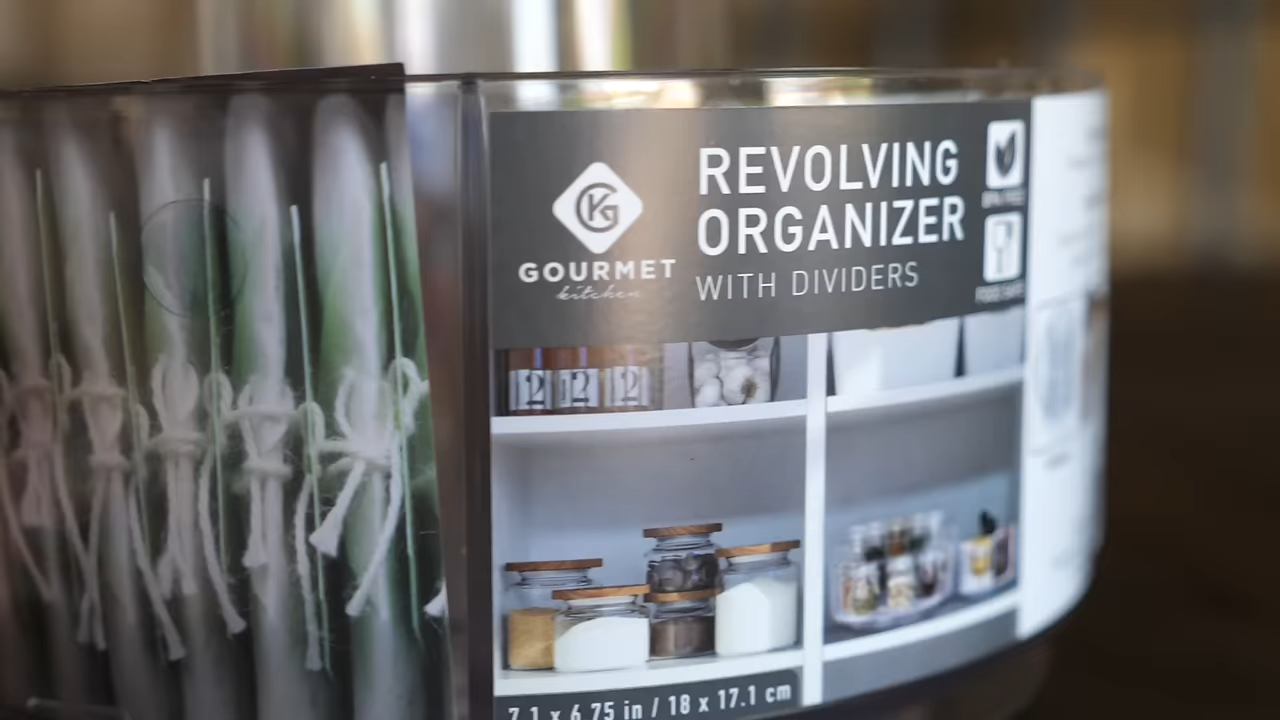 GK
GOURMET
kitchen
REVOLVING
ORGANIZER
WITH DIVIDERS
BPA FREE
FOOD SAFE
12 12 12
7.1 x 6.75 in / 18 x 17.1 cm